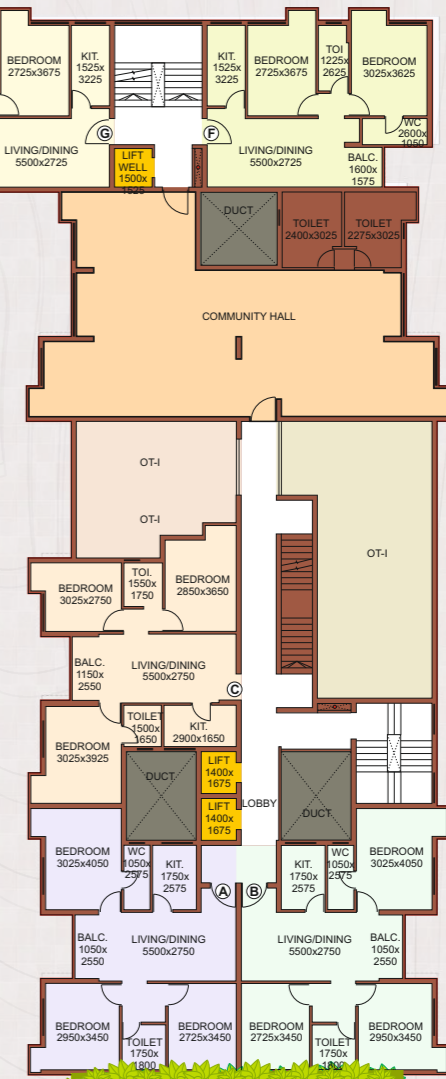 BEDROOM
2725x3675
KIT.
1525x
3225
KIT.
1525x
3225
BEDROOM
2725x3675
TOI
1225x
2625
BEDROOM
3025x3625
WC
2600x
1050
G
F
LIVING/DINING
5500x2725
LIFT
WELL
1500x
1525
LIVING/DINING
5500x2725
BALC.
1600x
1575
DUCT
TOILET
2400x3025
TOILET
2275x3025
COMMUNITY HALL
OT-I
OT-I
OT-I
BEDROOM
3025x2750
TOI.
1550x
1750
BEDROOM
2850x3650
BALC.
1150x
2550
LIVING/DINING
5500x2750
C
BEDROOM
3025x3925
TOILET
1500x
1650
KIT.
2900x1650
DUCT
LIFT
1400x
1675
LIFT
1400x
1675
LOBBY
DUCT
BEDROOM
3025x4050
WC
1050x
2575
KIT.
1750x
2575
A
B
KIT.
1750x
2575
WC
1050x
2575
BEDROOM
3025x4050
BALC.
1050x
2550
LIVING/DINING
5500x2750
LIVING/DINING
5500x2750
BALC.
1050x
2550
BEDROOM
2950x3450
TOILET
1750x
1800
BEDROOM
2725x3450
BEDROOM
2725x3450
TOILET
1750x
1800
BEDROOM
2950x3450